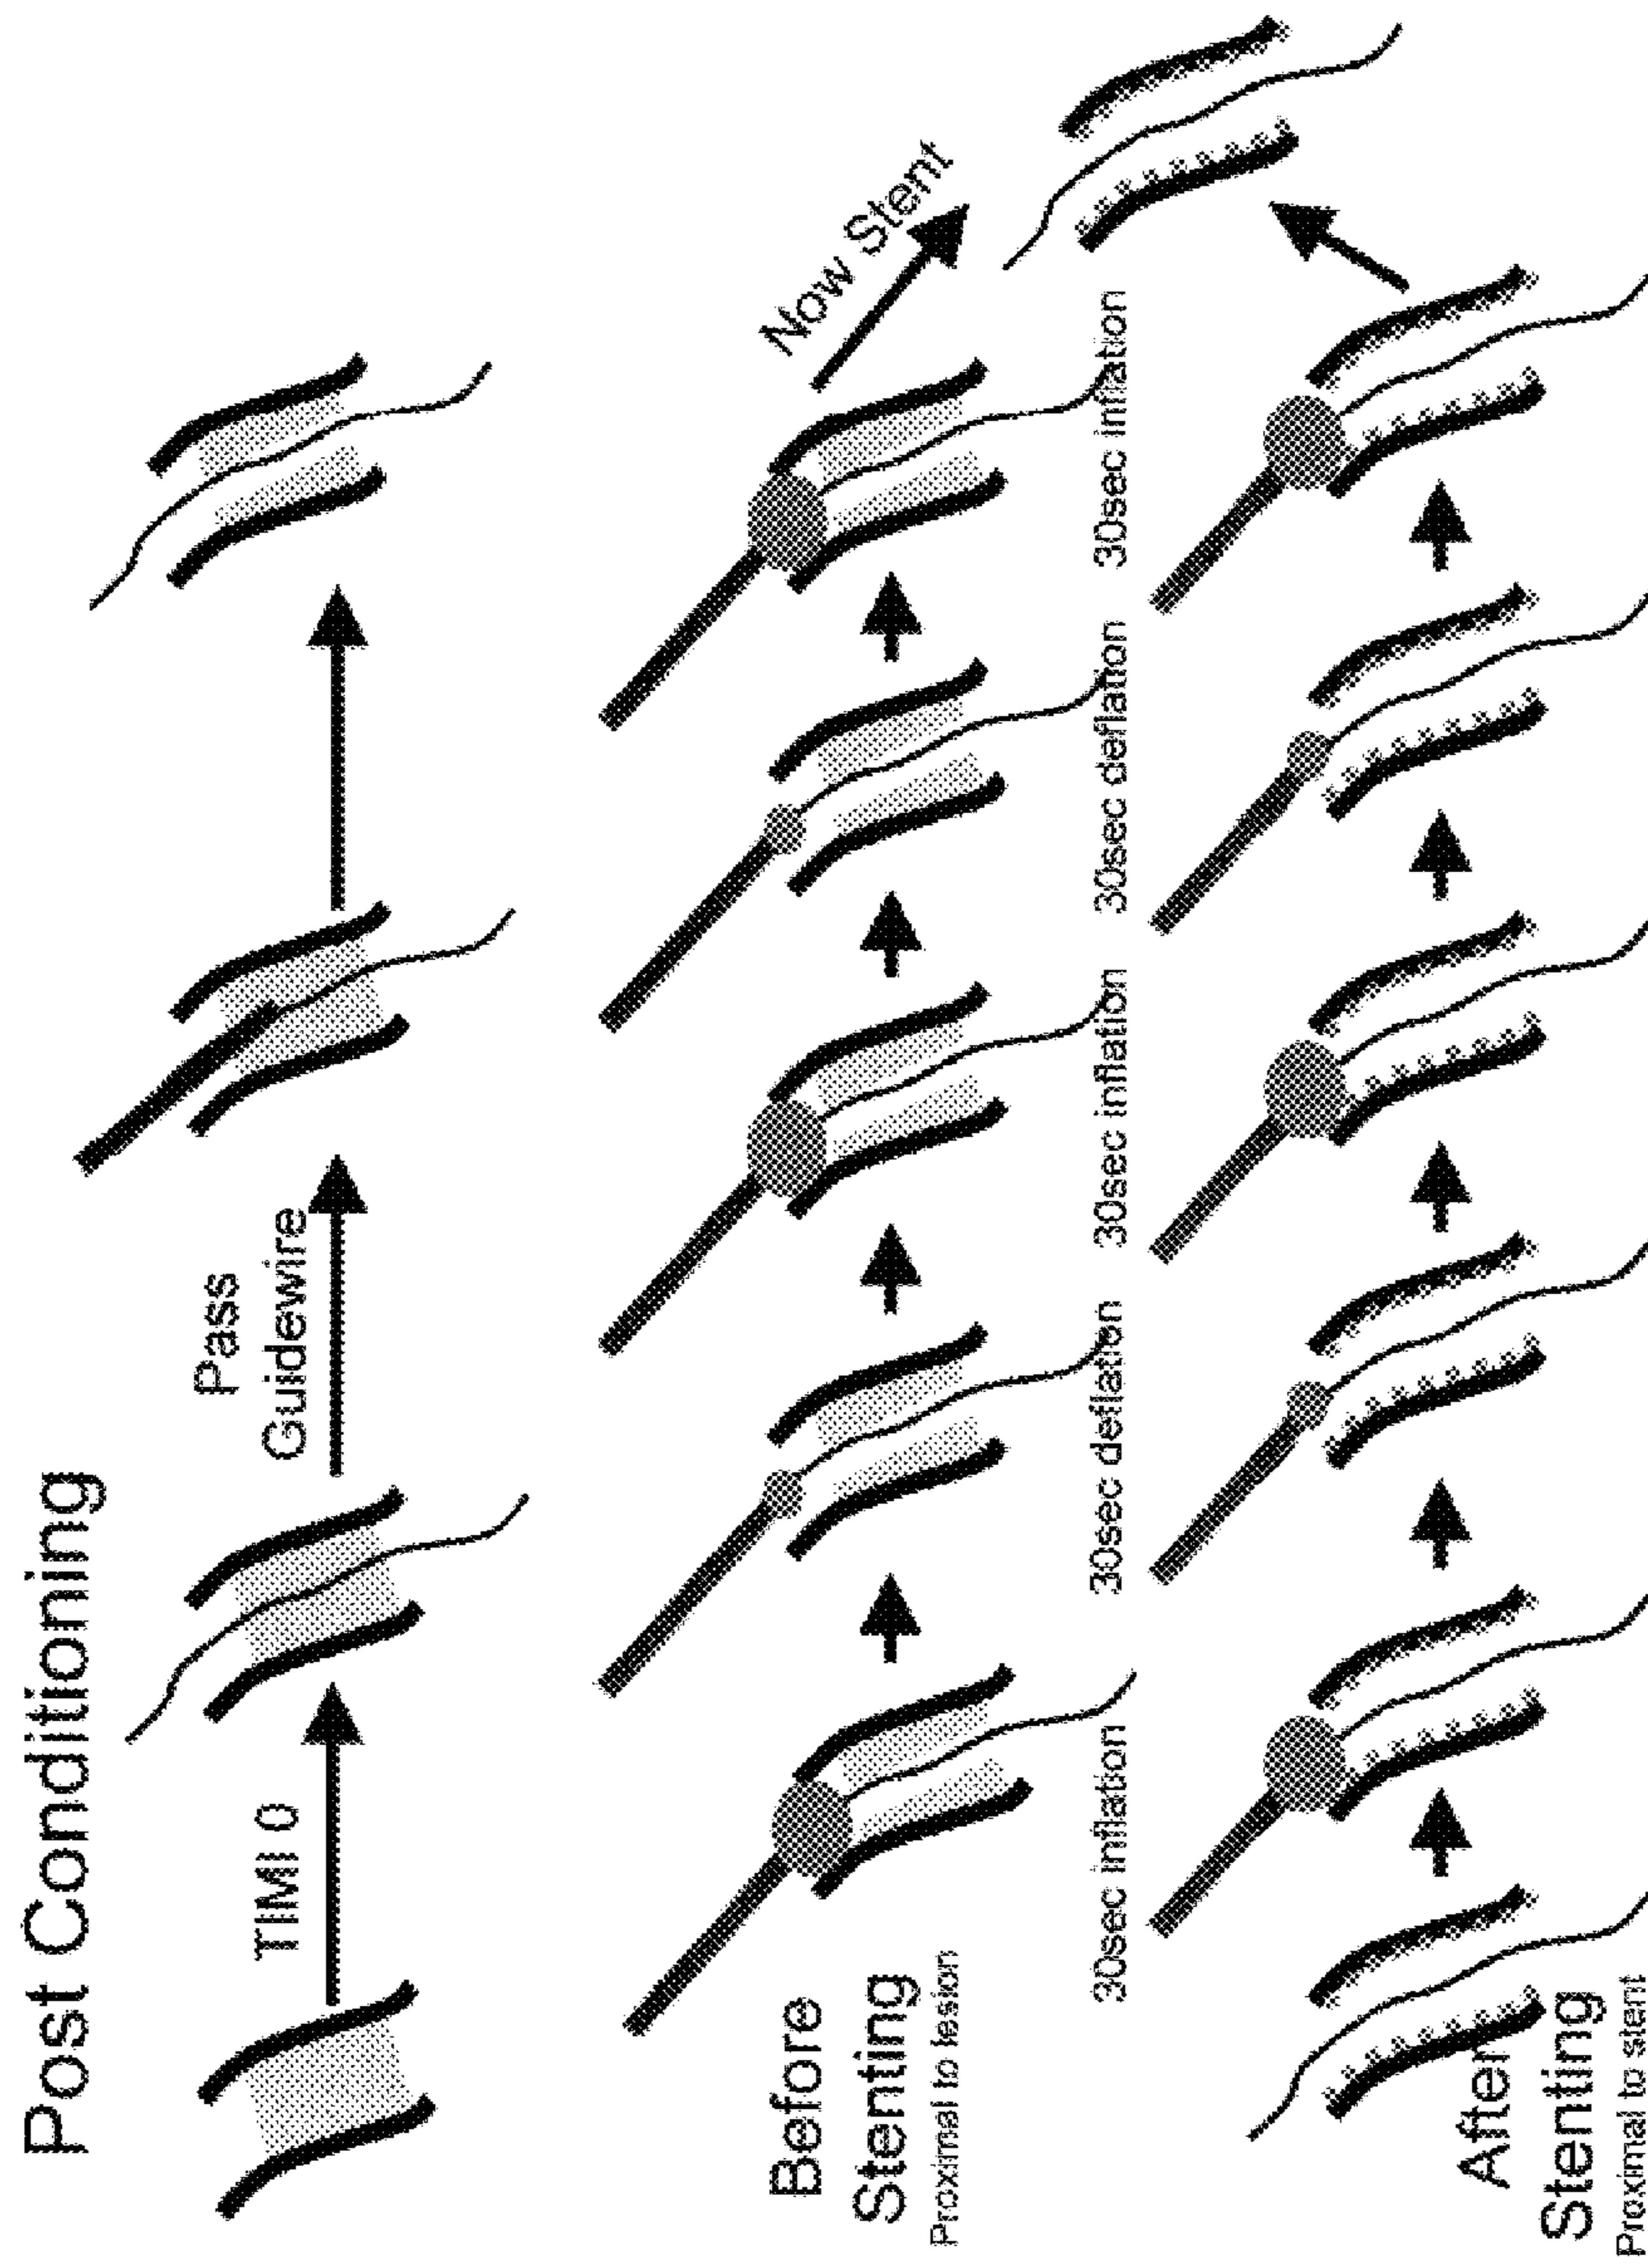 Post Conditioning
TIMI 0
Pass
Guidewire
Before
Stenting
Proximal to lesion
Now Stent
30sec inflation
30sec deflation
30sec inflation
30sec deflation
30sec inflation
After
Stenting
Proximal to stent